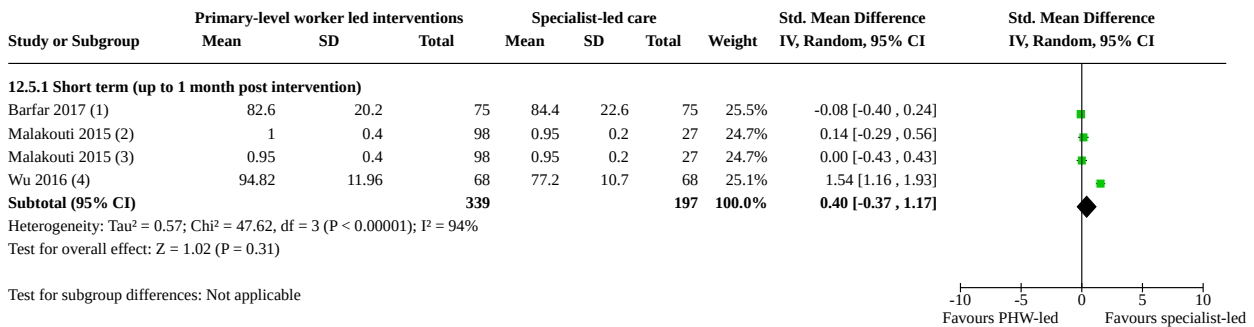 Primary-level worker led interventions Specialist-led care Std. Mean Difference Std. Mean Difference
Study or Subgroup Mean SD Total Mean SD Total Weight IV, Random, 95% CI IV, Random, 95% CI
12.5.1 Short term (up to 1 month post intervention)
Barfar 2017 (1) 82.6 20.2 75 84.4 22.6 75 25.5% -0.08 [-0.40 , 0.24]
Malakouti 2015 (2) 1 0.4 98 0.95 0.2 27 24.7% 0.14 [-0.29 , 0.56]
Malakouti 2015 (3) 0.95 0.4 98 0.95 0.2 27 24.7% 0.00 [-0.43 , 0.43]
Wu 2016 (4) 94.82 11.96 68 77.2 10.7 68 25.1% 1.54 [1.16 , 1.93]
Subtotal (95% CI) 339 197 100.0% 0.40 [-0.37 , 1.17]
Heterogeneity: Tau² = 0.57; Chi² = 47.62, df = 3 (P < 0.00001); I² = 94%
Test for overall effect: Z = 1.02 (P = 0.31)
Test for subgroup differences: Not applicable
-10 -5 0 5 10
Favours PHW-led Favours specialist-led